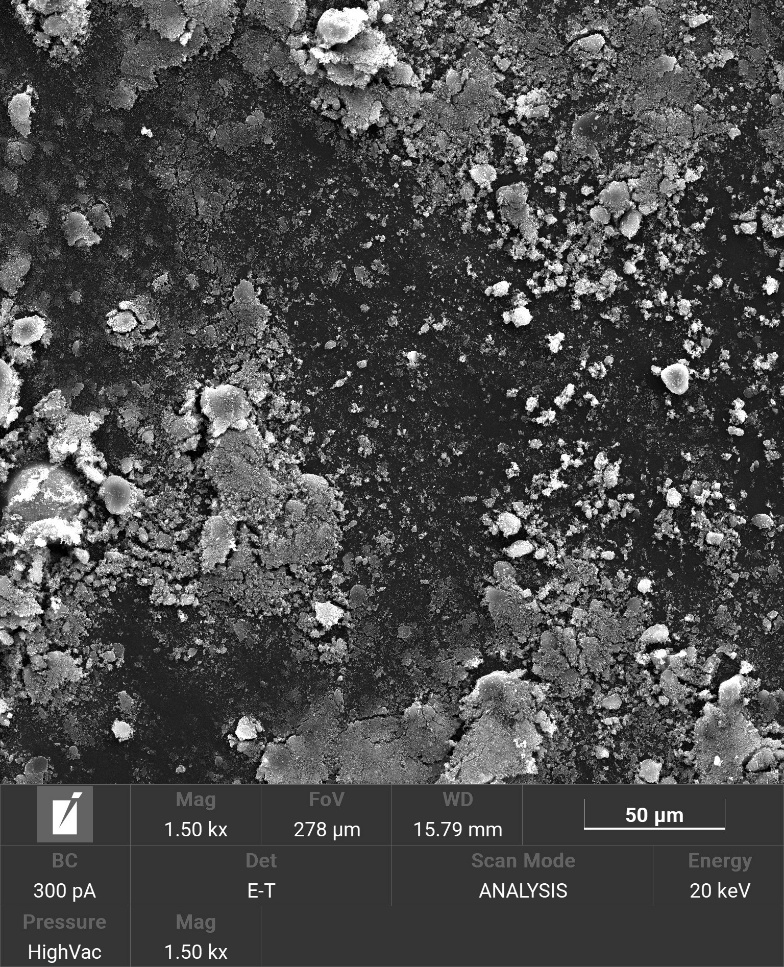 Mag FoV WD
1.50 kx 278 µm 15.79 mm 50 µm
BC Det Scan Mode Energy
300 pA E-T ANALYSIS 20 keV
Pressure Mag
HighVac 1.50 kx